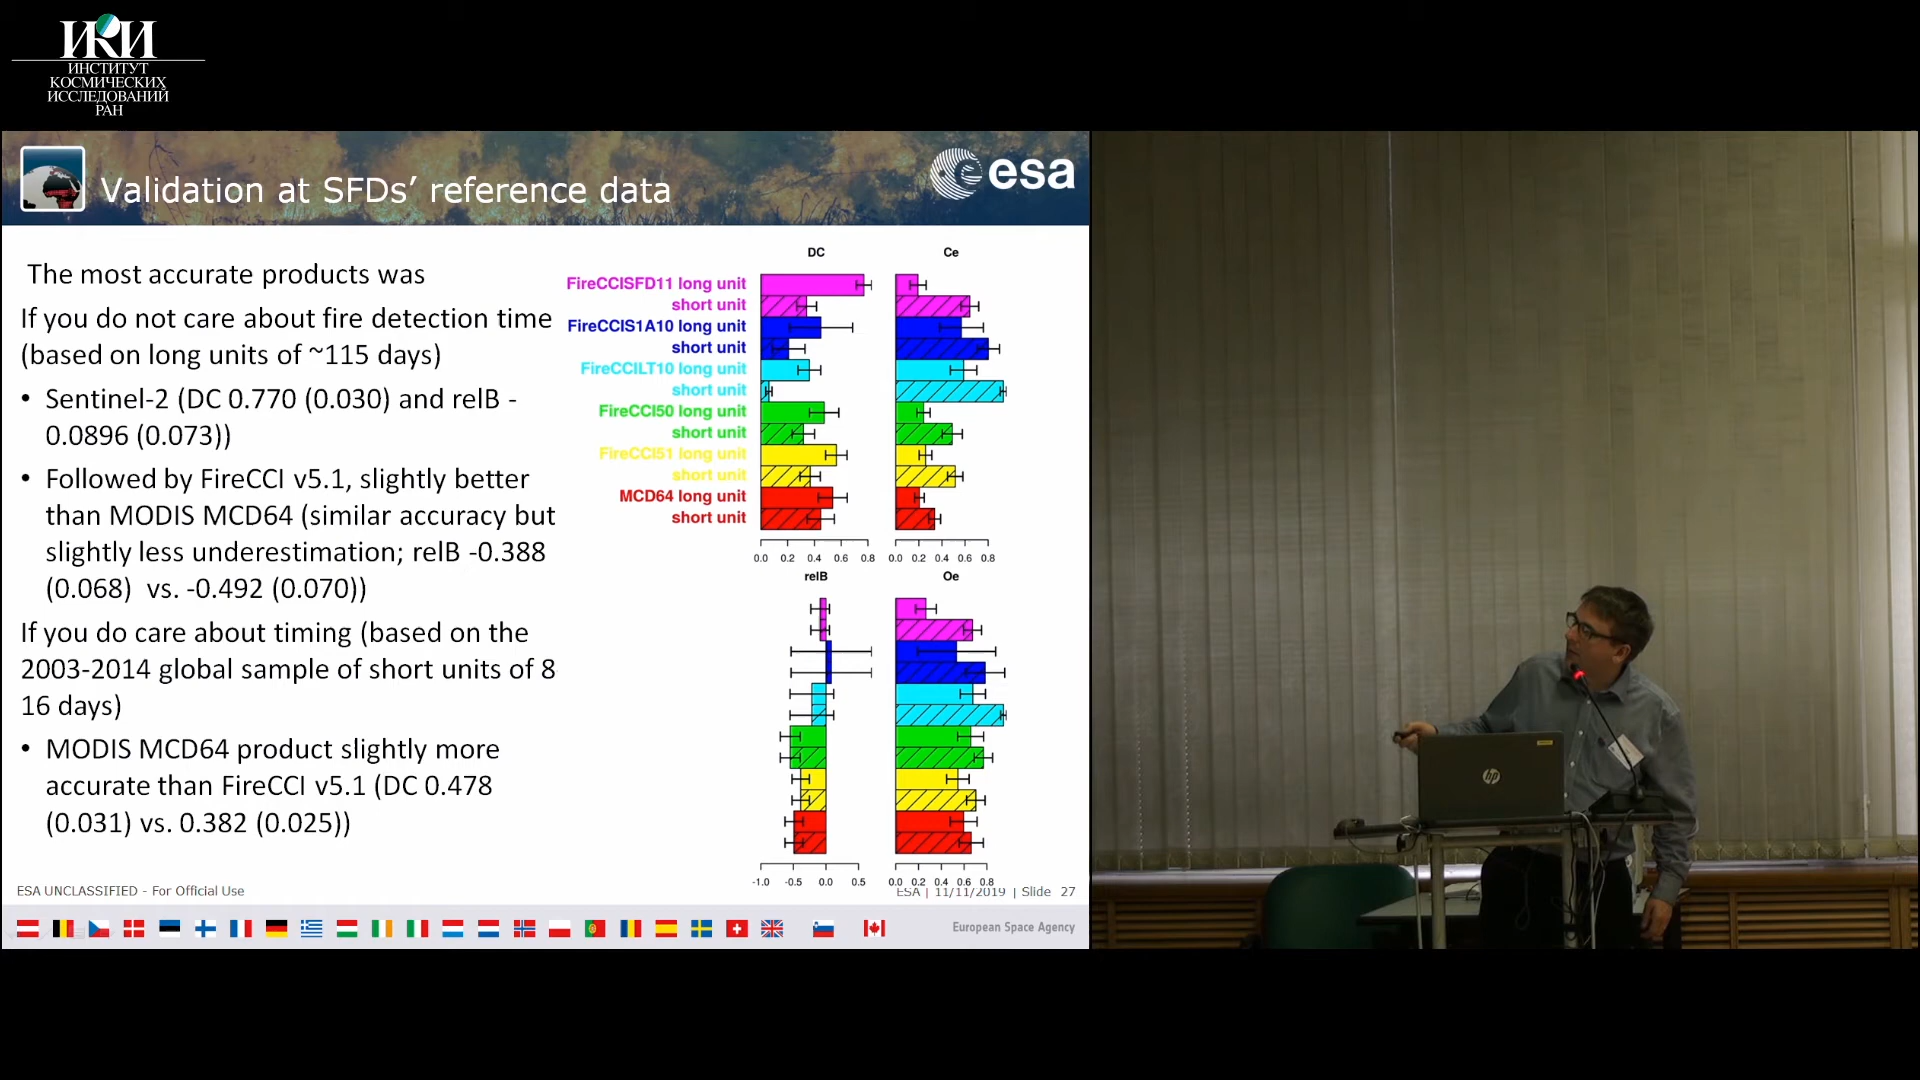 ИКИ
ИНСТИТУТ
КОСМИЧЕСКИХ
ИССЛЕДОВАНИЙ
РАН
Validation at SFDs’ reference data
esa
The most accurate products was
If you do not care about fire detection time
(based on long units of ~115 days)
• Sentinel-2 (DC 0.770 (0.030) and relB -
0.0896 (0.073))
• Followed by FireCCI v5.1, slightly better
than MODIS MCD64 (similar accuracy but
slightly less underestimation; relB -0.388
(0.068) vs. -0.492 (0.070))
If you do care about timing (based on the
2003-2014 global sample of short units of 8
16 days)
• MODIS MCD64 product slightly more
accurate than FireCCI v5.1 (DC 0.478
(0.031) vs. 0.382 (0.025))
DC
Ce
FireCCISFD11 long unit
short unit
FireCCIS1A10 long unit
short unit
FireCCILT10 long unit
short unit
FireCCI50 long unit
short unit
FireCCI51 long unit
short unit
MCD64 long unit
short unit
0.0 0.2 0.4 0.6 0.8
0.0 0.2 0.4 0.6 0.8
relB
Oe
-1.0 -0.5 0.0 0.5
0.0 0.2 0.4 0.6 0.8
ESA UNCLASSIFIED - For Official Use
ESA | 11/11/2019 | Slide 27
European Space Agency
hp